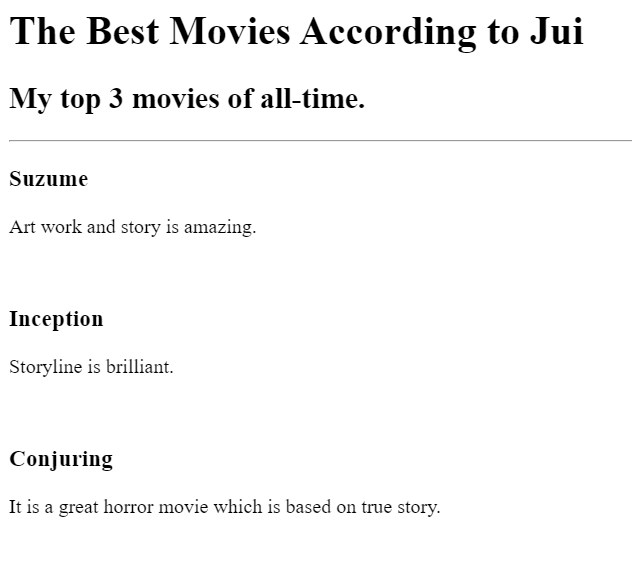 The Best Movies According to Jui
My top 3 movies of all-time.
Suzume
Art work and story is amazing.
Inception
Storyline is brilliant.
Conjuring
It is a great horror movie which is based on true story.